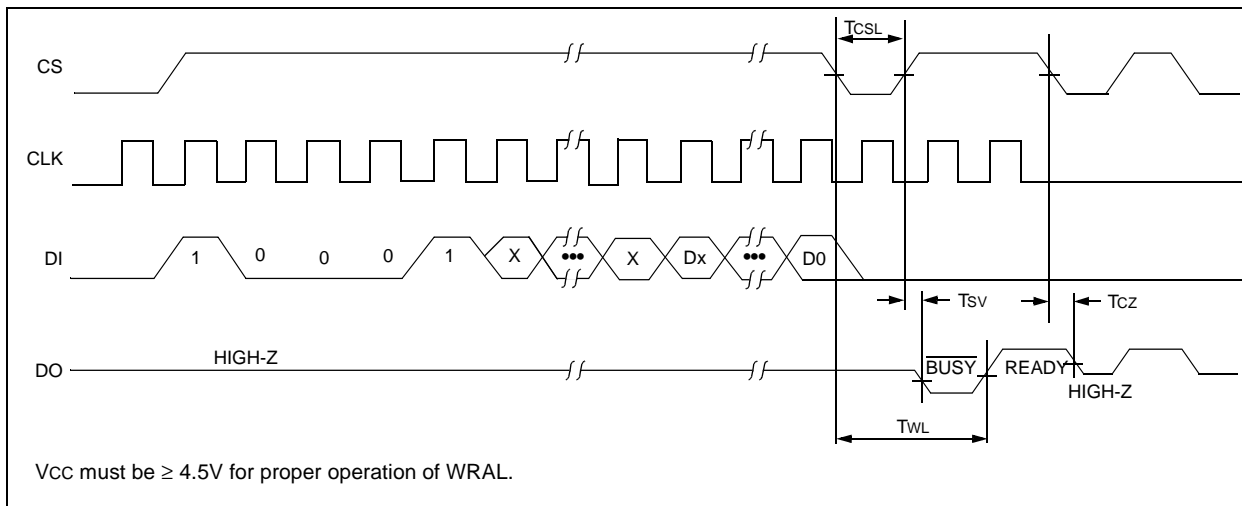 TCSL
CS
CLK
DI
1 0 0 0 1 X ••• X Dx ••• D0
TSV
TCZ
HIGH-Z
DO
BUSY
READY
HIGH-Z
TWL
VCC must be ≥ 4.5V for proper operation of WRAL.